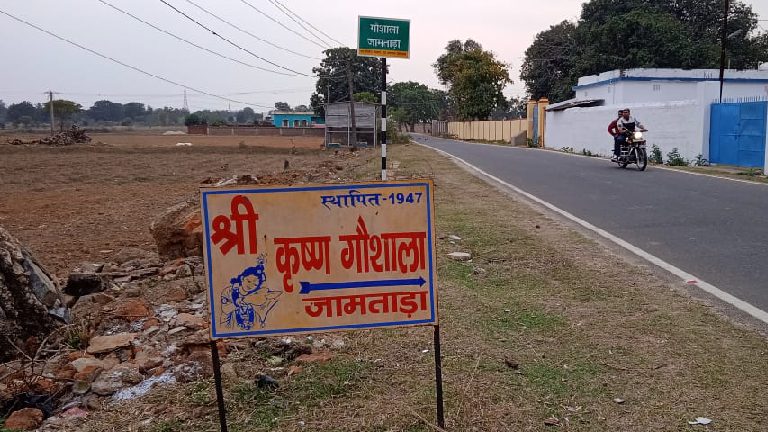 गौशाला
जामताड़ा
स्थापित-1947
श्री
कृष्ण गौशाला
जामताड़ा